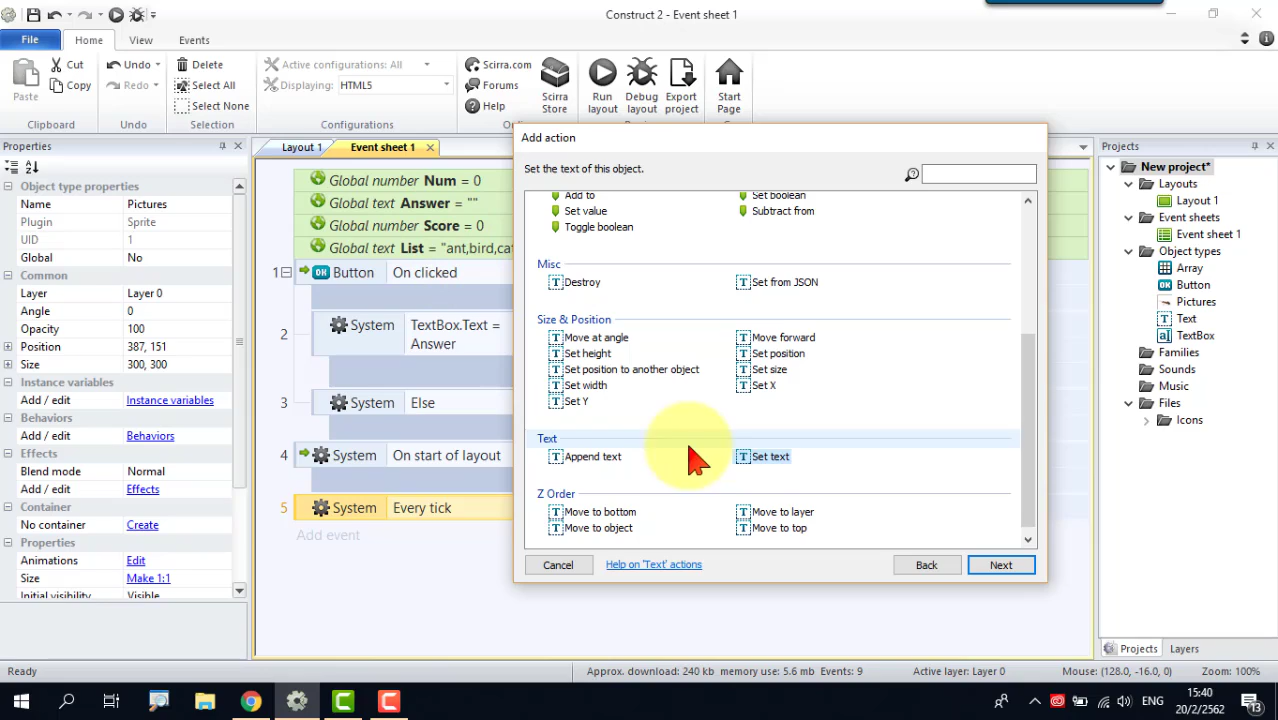 Construct 2 - Event sheet 1
File Home View Events
Paste
Cut
Copy
Clipboard
Undo
Redo
Undo
Delete
Select All
Select None
Selection
Active configurations: All
Displaying: HTML5
Configurations
Scirra.com
Forums
Help
Scirra Store
Run layout
Debug layout
Export project
Start Page
Properties
Object type properties
Name Pictures
Plugin Sprite
UID 1
Global No
Common
Layer Layer 0
Angle 0
Opacity 100
Position 387, 151
Size 300, 300
Instance variables
Add / edit Instance variables
Behaviors
Add / edit Behaviors
Effects
Blend mode Normal
Add / edit Effects
Container
No container Create
Properties
Animations Edit
Size Make 1:1
Initial visibility Visible
Layout 1 Event sheet 1
Global number Num = 0
Global text Answer = ""
Global number Score = 0
Global text List = "ant,bird,cat
1 Button On clicked
2 System TextBox.Text = Answer
3 System Else
4 System On start of layout
5 System Every tick
Add event
Add action
Set the text of this object.
Add to Set boolean
Set value Subtract from
Toggle boolean
Misc
Destroy Set from JSON
Size & Position
Move at angle Move forward
Set height Set position
Set position to another object Set size
Set width Set X
Set Y
Text
Append text Set text
Z Order
Move to bottom Move to layer
Move to object Move to top
Cancel Help on 'Text' actions Back Next
Projects
New project*
Layouts
Layout 1
Event sheets
Event sheet 1
Object types
Array
Button
Pictures
Text
TextBox
Families
Sounds
Music
Files
Icons
Projects Layers
Ready Approx. download: 240 kb memory use: 5.6 mb Events: 9 Active layer: Layer 0 Mouse: (128.0, -16.0, 0) Zoom: 100%
ENG
15:40
20/2/2562
13